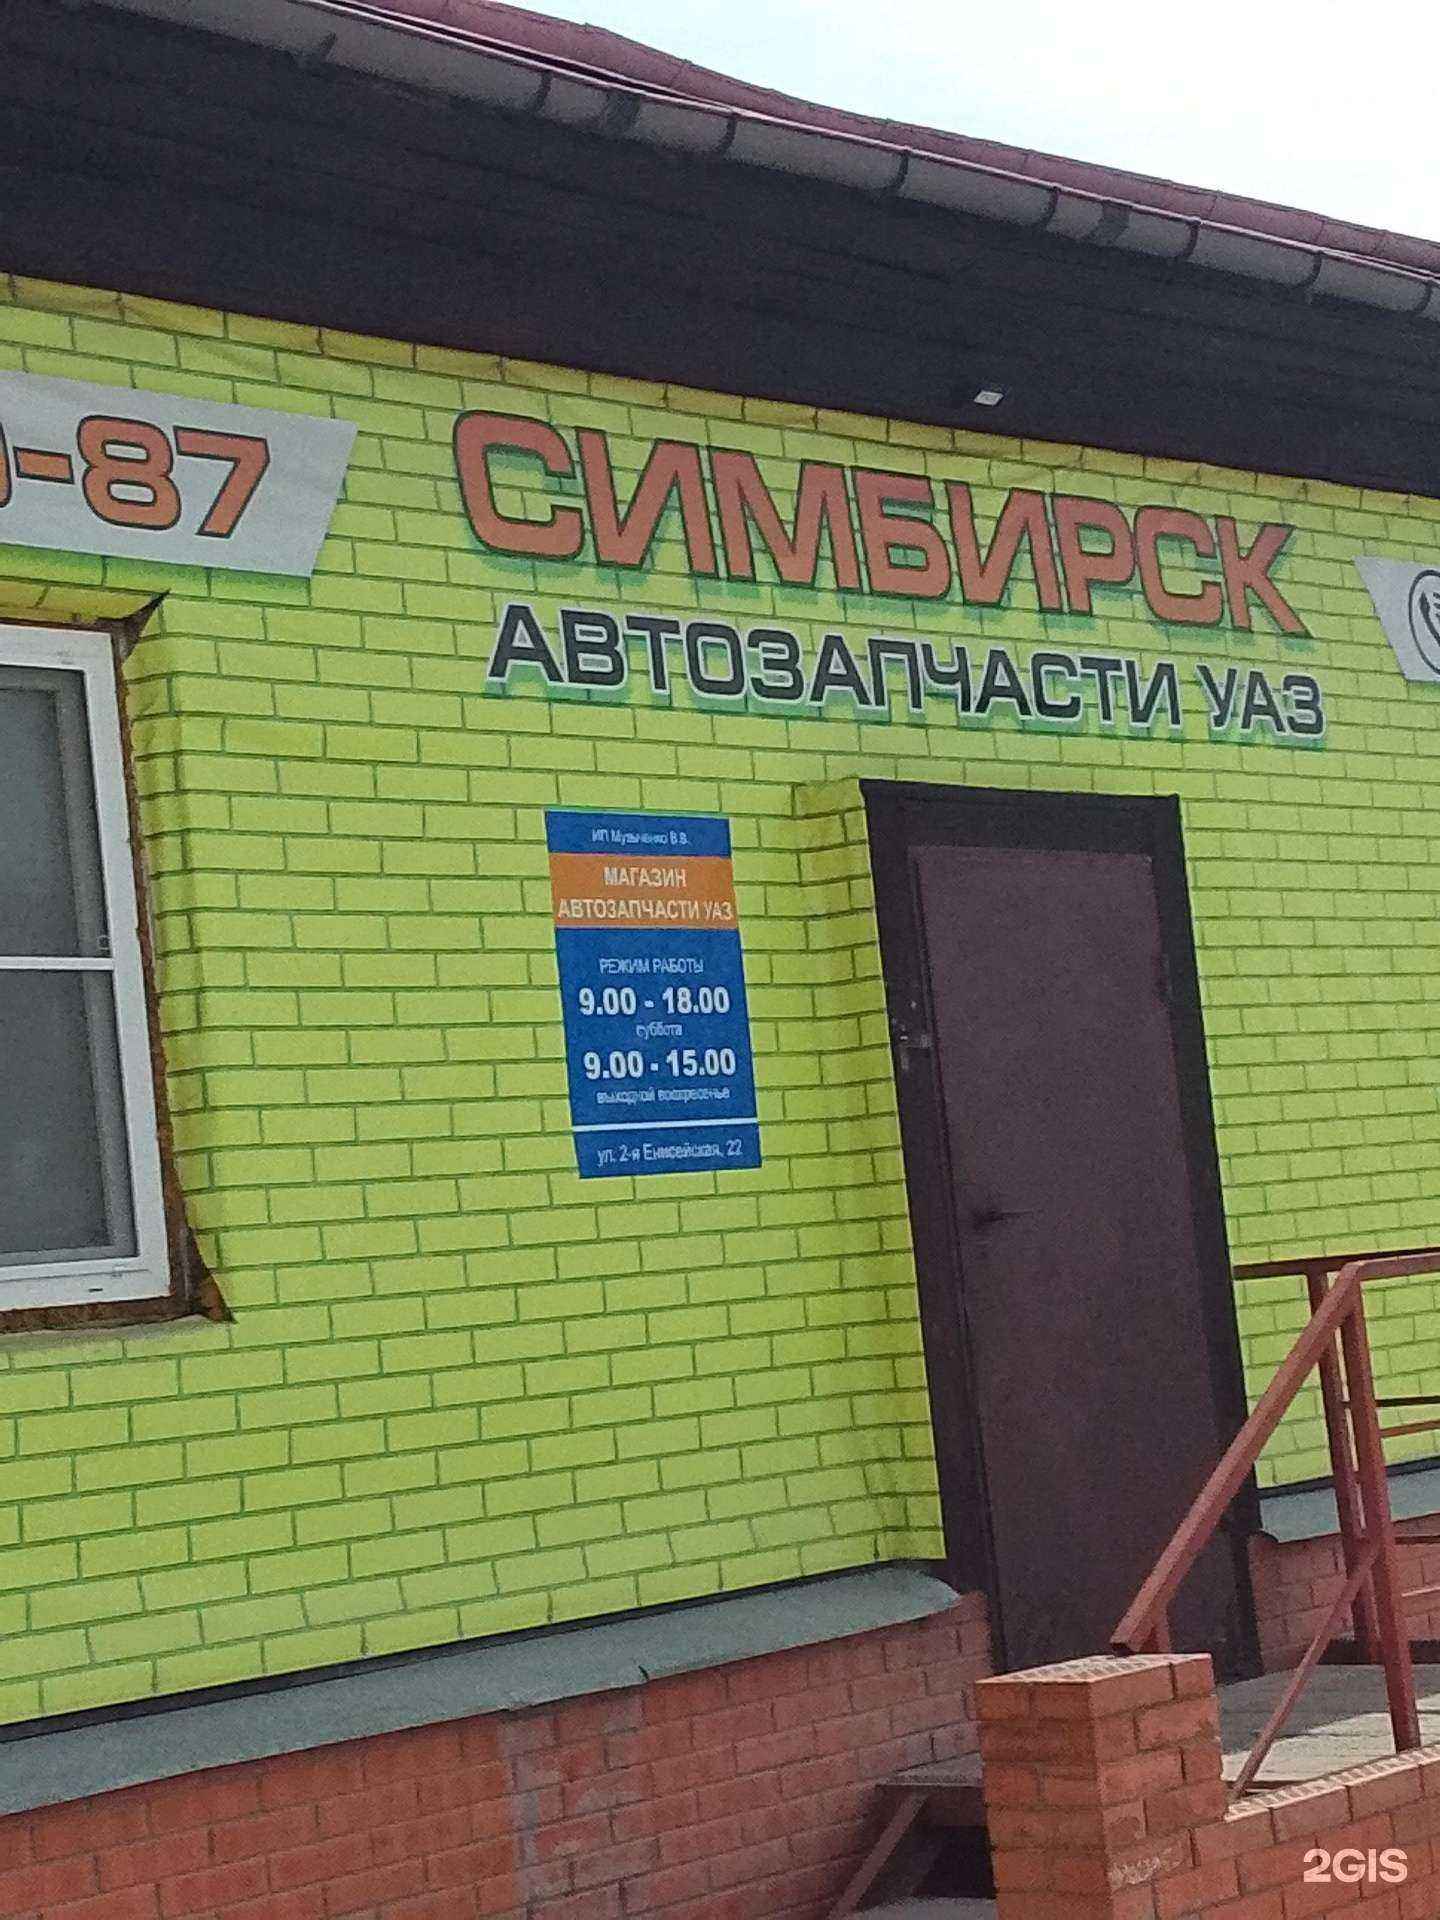 -87
СИМБИРСК
АВТОЗАПЧАСТИ УАЗ
ИП Музыченко В.В.
МАГАЗИН
АВТОЗАПЧАСТИ УАЗ
РЕЖИМ РАБОТЫ
9.00 - 18.00
суббота
9.00 - 15.00
выходной воскресенье
ул. 2-я Енисейская, 22
2GIS